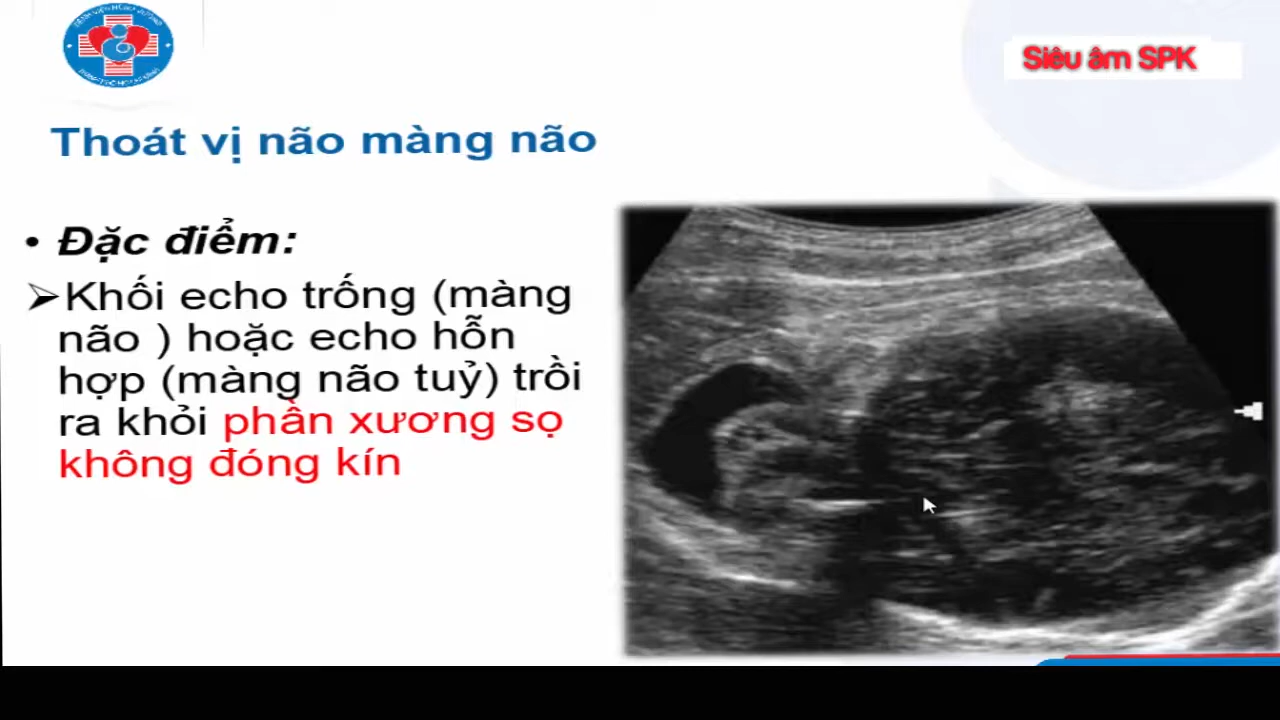 Siêu âm SPK
Thoát vị não màng não
• Đặc điểm:
➢Khối echo trống (màng
não ) hoặc echo hỗn
hợp (màng não tuỷ) trồi
ra khỏi phần xương sọ
không đóng kín